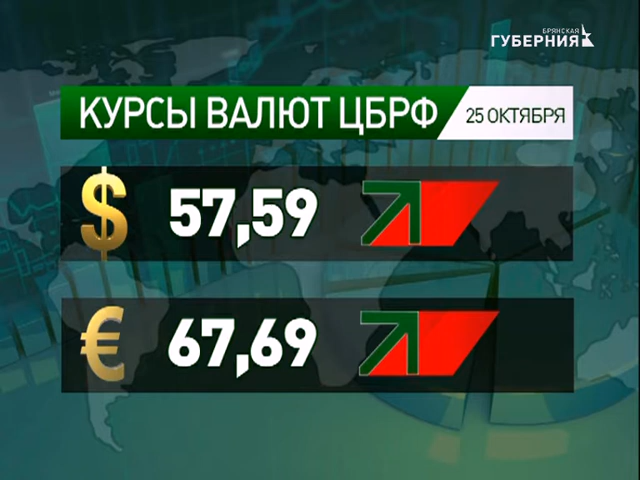 БРЯНСКАЯ
ГУБЕРНИЯ
КУРСЫ ВАЛЮТ ЦБРФ
25 ОКТЯБРЯ
$ 57,59
€ 67,69